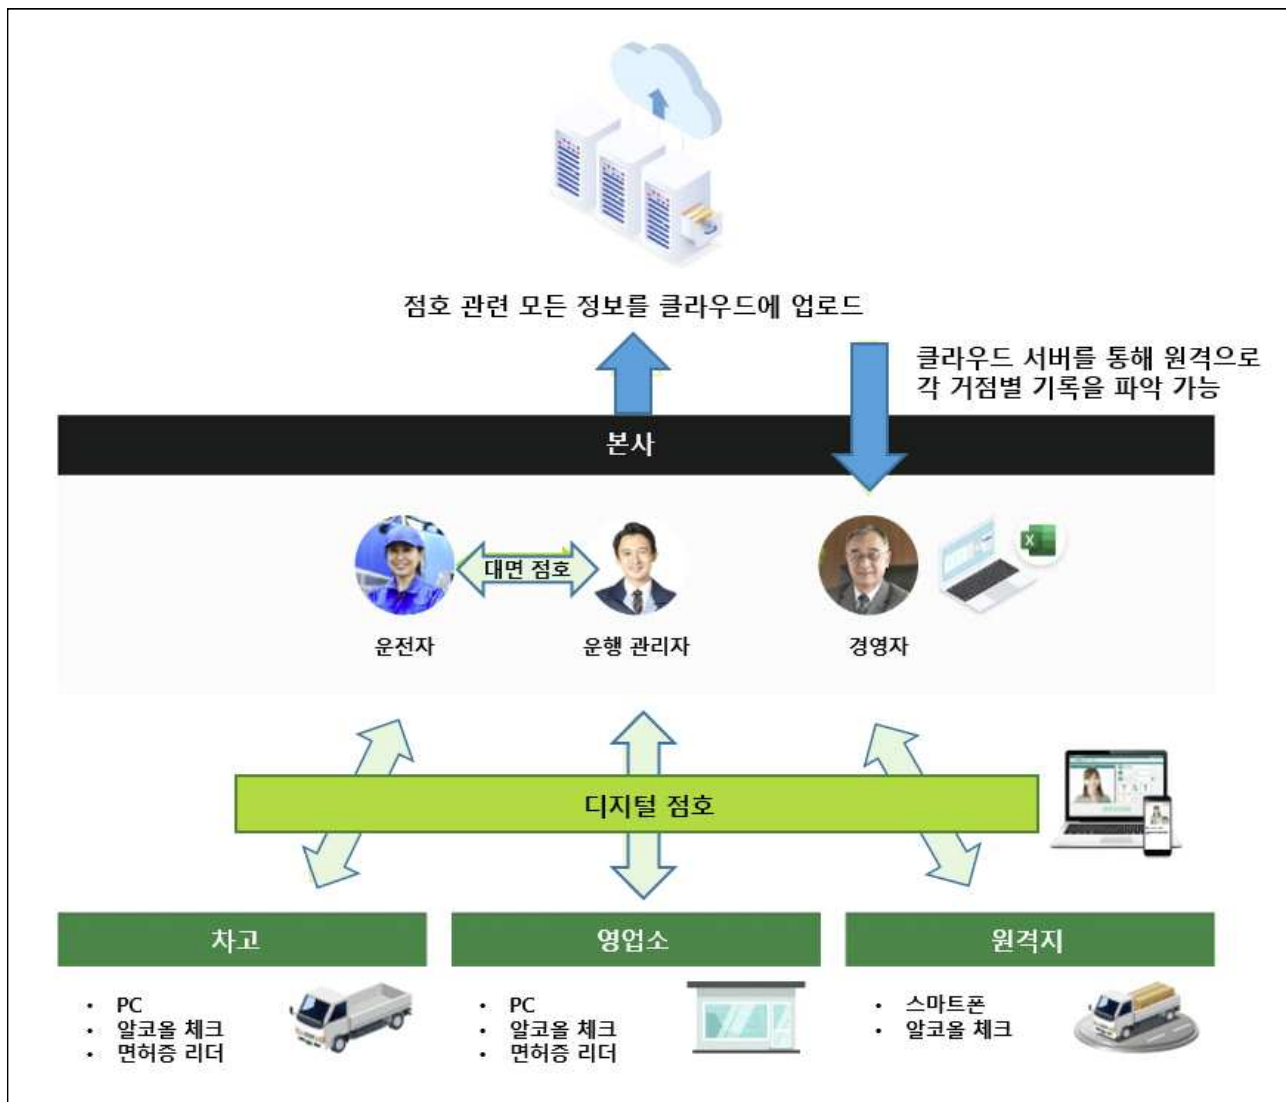 점호 관련 모든 정보를 클라우드에 업로드
클라우드 서버를 통해 원격으로
각 거점별 기록을 파악 가능
본사
대면 점호
운전자
운행 관리자
경영자
디지털 점호
차고
• PC
• 알코올 체크
• 면허증 리더
영업소
• PC
• 알코올 체크
• 면허증 리더
원격지
• 스마트폰
• 알코올 체크